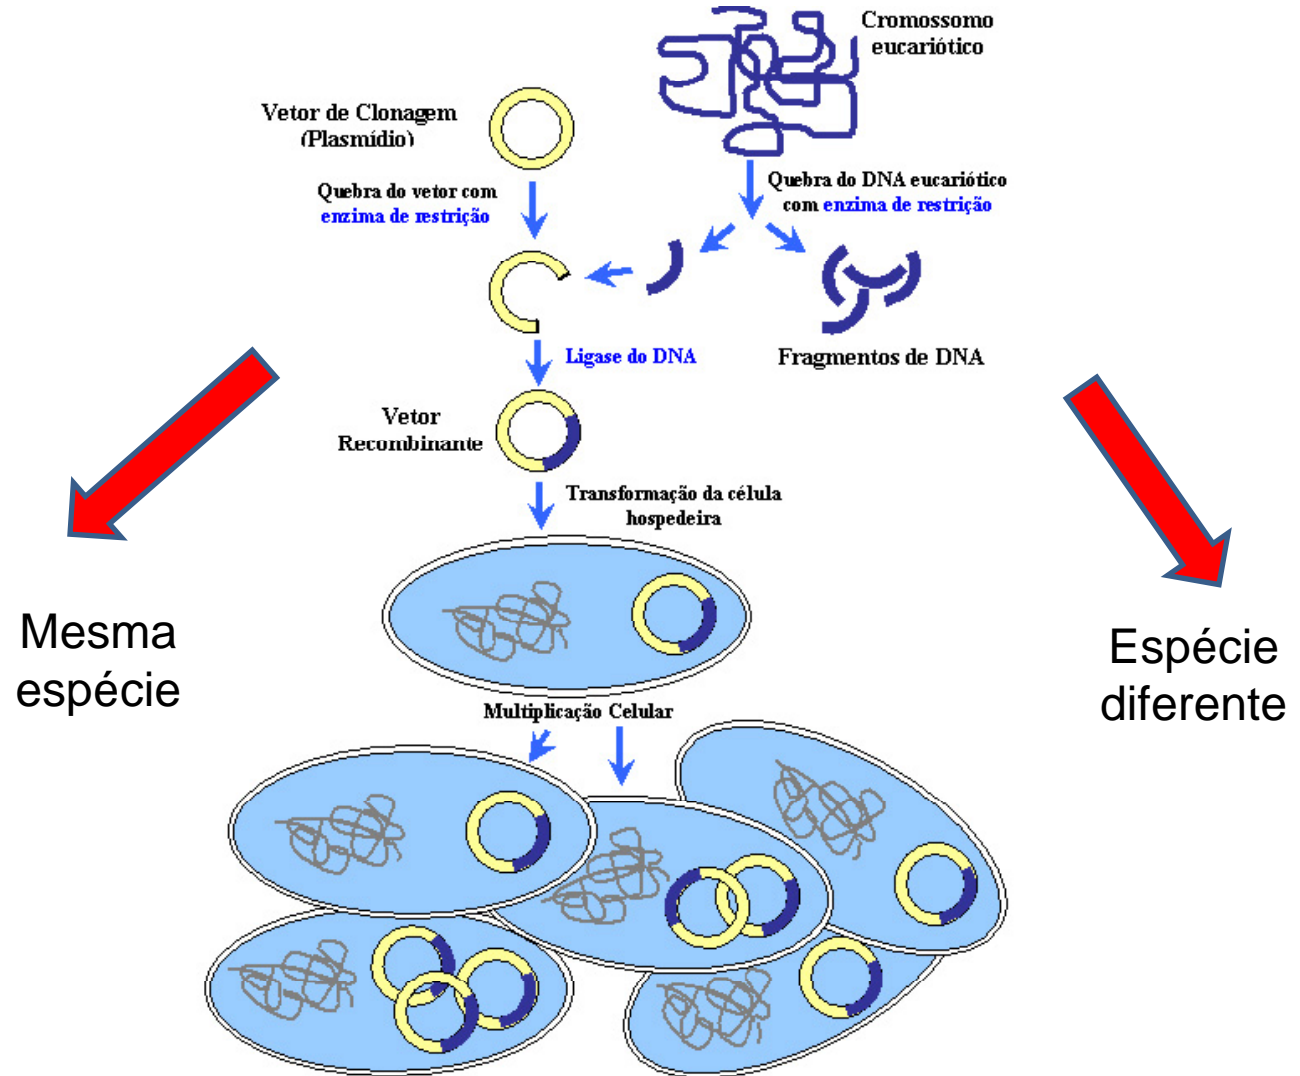 Cromossomo
eucariótico
Vetor de Clonagem
(Plasmídio)
Quebra do vetor com
enzima de restrição
Quebra do DNA eucariótico
com enzima de restrição
Ligase do DNA
Fragmentos de DNA
Vetor
Recombinante
Transformação da célula
hospedeira
Mesma
espécie
Espécie
diferente
Multiplicação Celular